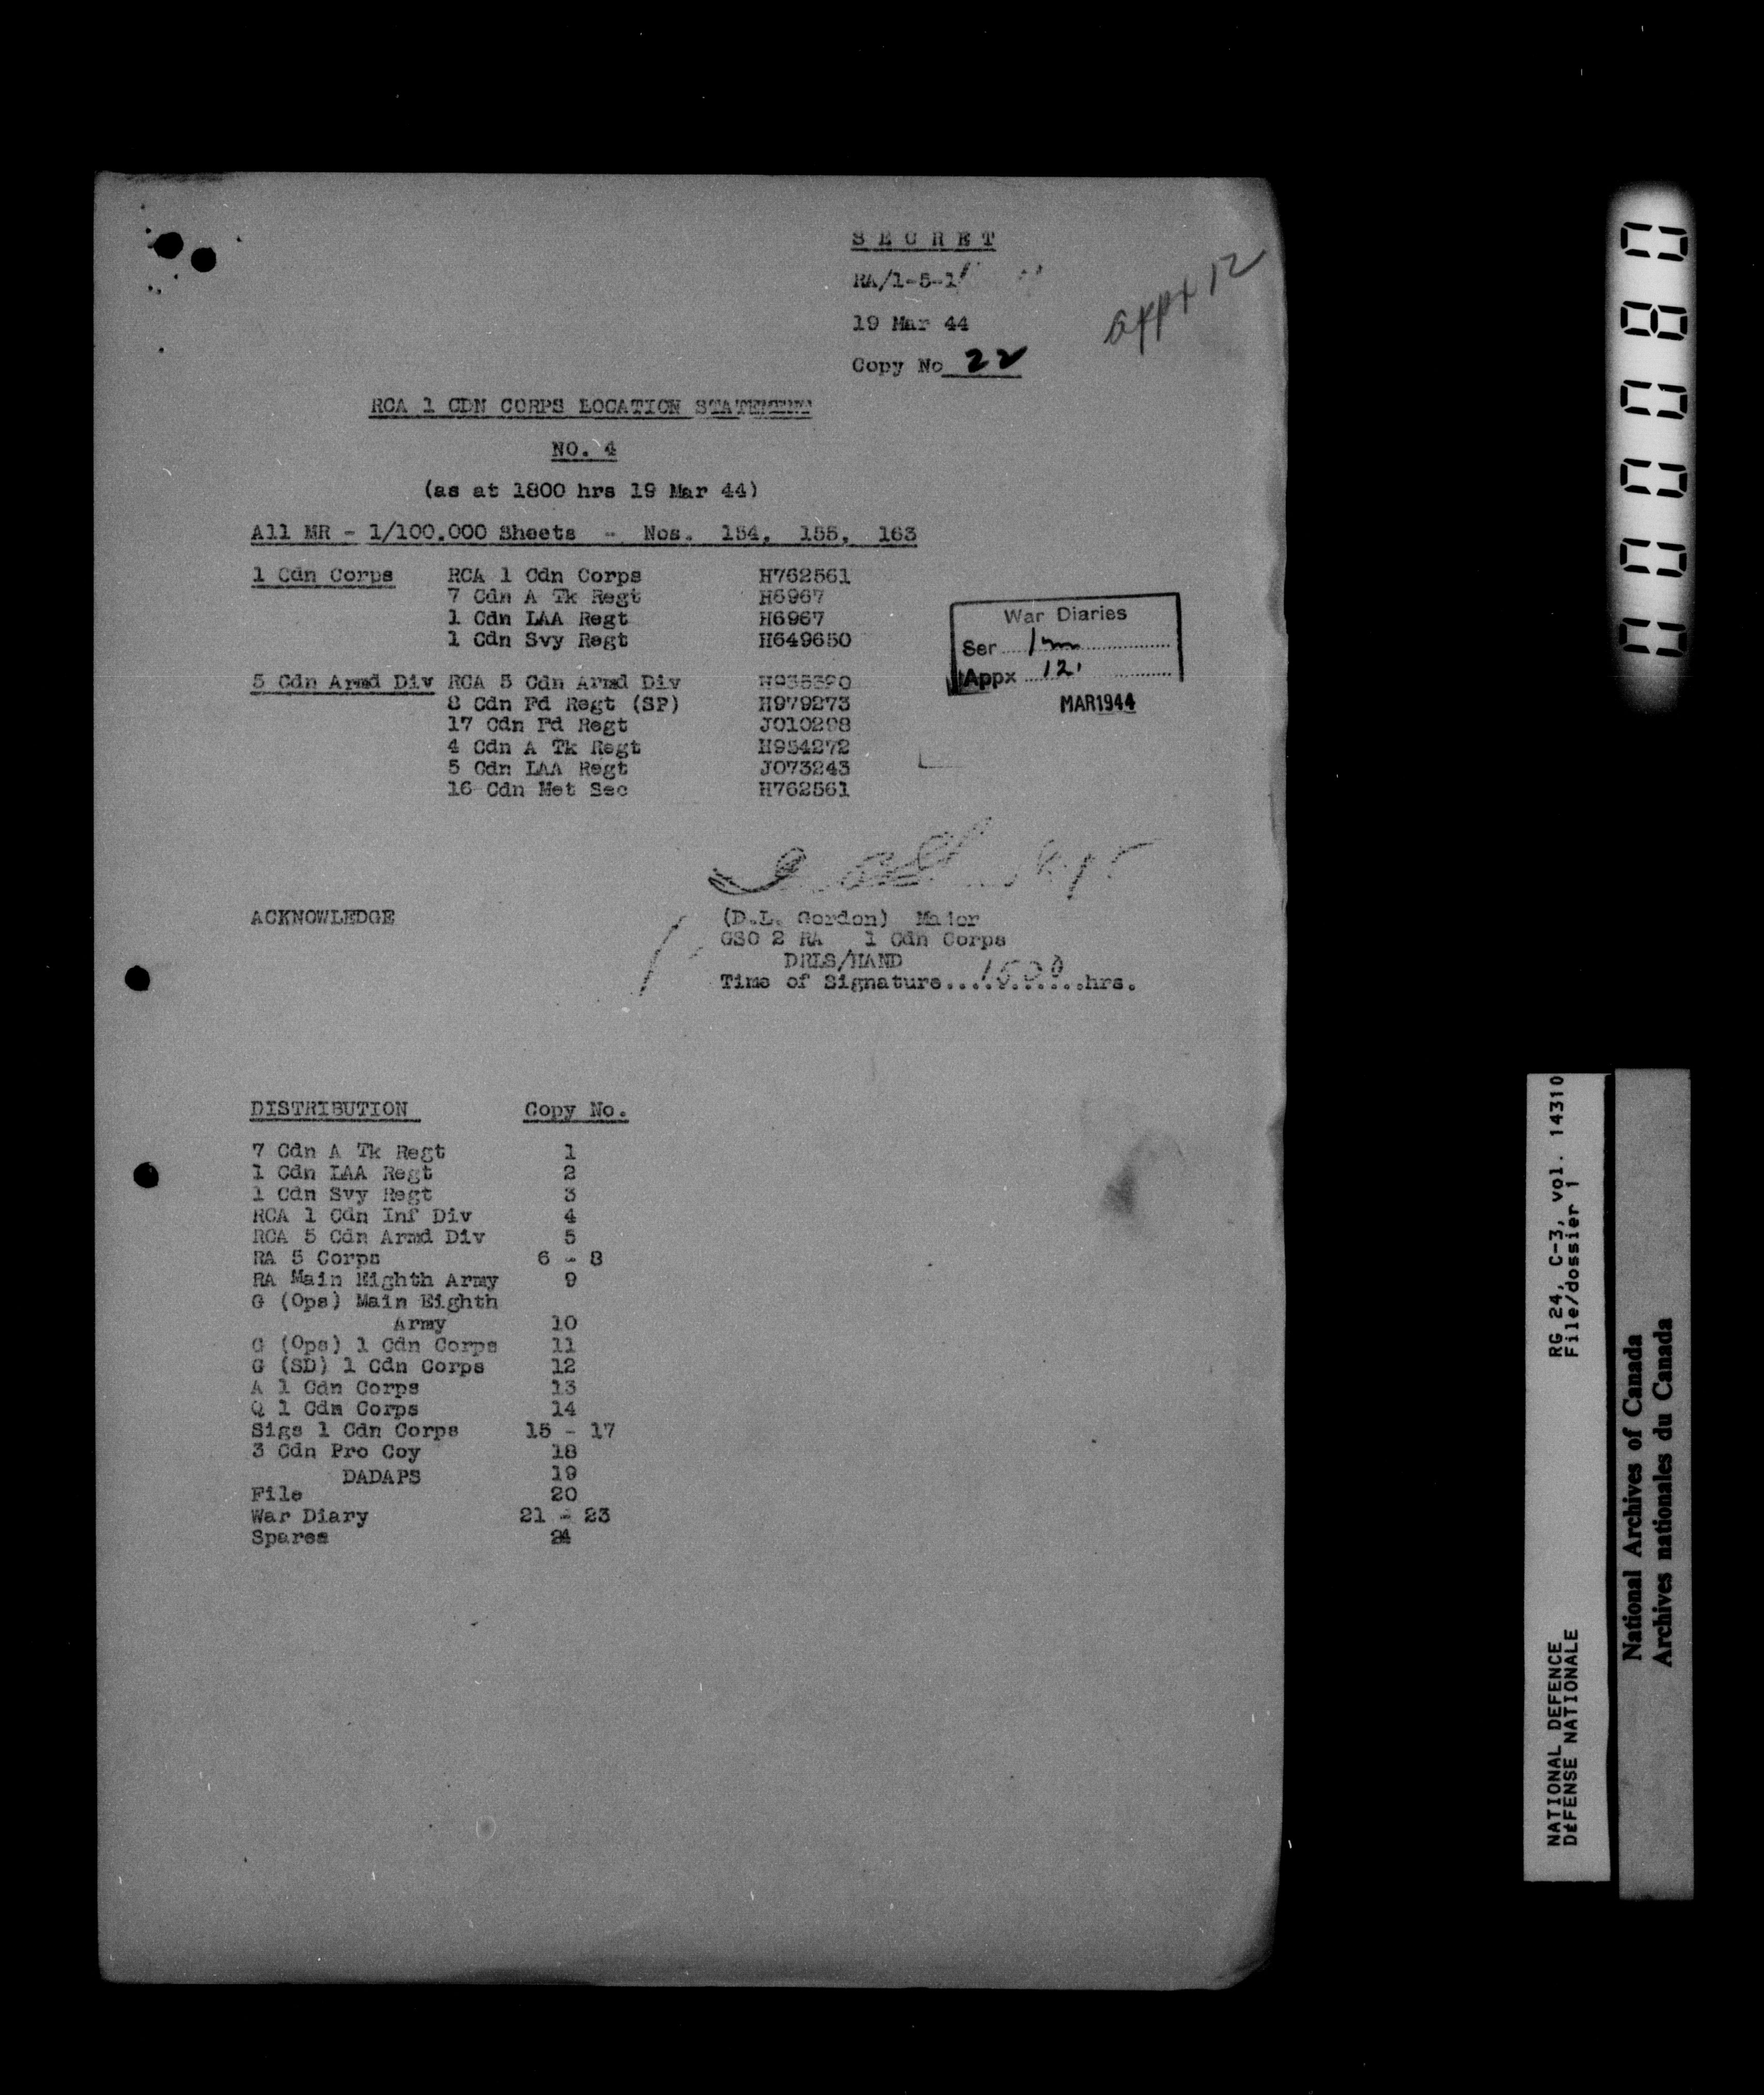 SECRET
RA/1-5-1
19 Mar 44
Copy No 22
appx 12
RCA 1 CDN CORPS LOCATION STATEMENT
NO. 4
(as at 1800 hrs 19 Mar 44)
All MR - 1/100.000 Sheets - Nos. 154, 155, 163
1 Cdn Corps RCA 1 Cdn Corps H762561
7 Cdn A Tk Regt H6967
1 Cdn LAA Regt H6967
1 Cdn Svy Regt H649650
5 Cdn Armd Div RCA 5 Cdn Armd Div H935390
8 Cdn Fd Regt (SP) H979273
17 Cdn Fd Regt J010298
4 Cdn A Tk Regt H954272
5 Cdn LAA Regt J073243
16 Cdn Met Sec H762561
War Diaries
Ser
Appx 12
MAR 1944
ACKNOWLEDGE
(D.L. Gordon) Major
GSO 2 RA 1 Cdn Corps
DRLS/HAND
Time of Signature....1500....hrs.
DISTRIBUTION Copy No.
7 Cdn A Tk Regt 1
1 Cdn LAA Regt 2
1 Cdn Svy Regt 3
RCA 1 Cdn Inf Div 4
RCA 5 Cdn Armd Div 5
RA 5 Corps 6 - 8
RA Main Eighth Army 9
G (Ops) Main Eighth
Army 10
G (Ops) 1 Cdn Corps 11
G (SD) 1 Cdn Corps 12
A 1 Cdn Corps 13
Q 1 Cdn Corps 14
Sigs 1 Cdn Corps 15 - 17
3 Cdn Pro Coy 18
DADAPS 19
File 20
War Diary 21 - 23
Spares 24
NATIONAL DEFENCE RG 24, C-3, vol. 14310
DÉFENSE NATIONALE File/dossier 1
National Archives of Canada
Archives nationales du Canada